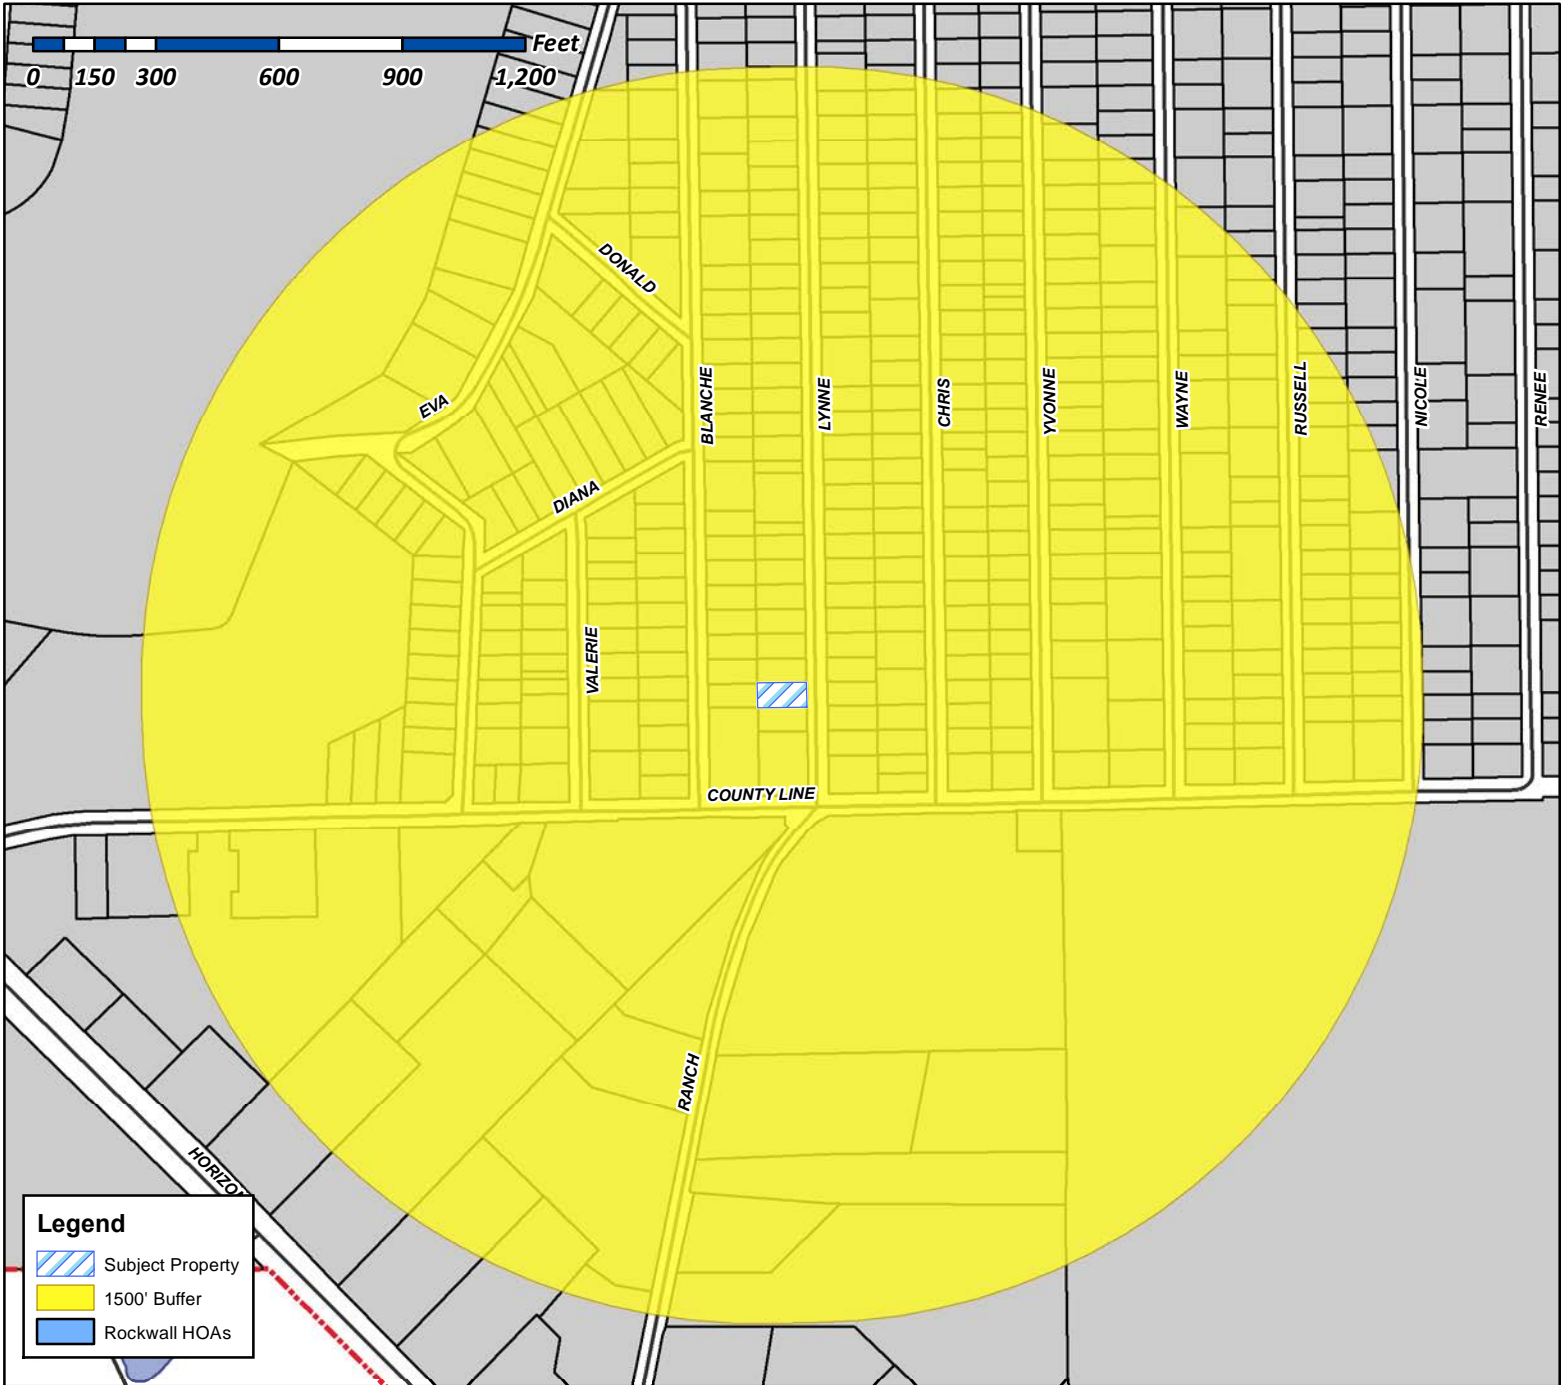 Feet
0 150 300 600 900 1,200
DONALD
EVA
BLANCHE
LYNNE
CHRIS
YVONNE
WAYNE
RUSSELL
NICOLE
RENEE
DIANA
VALERIE
COUNTY LINE
RANCH
HORIZON
Legend
Subject Property
1500' Buffer
Rockwall HOAs